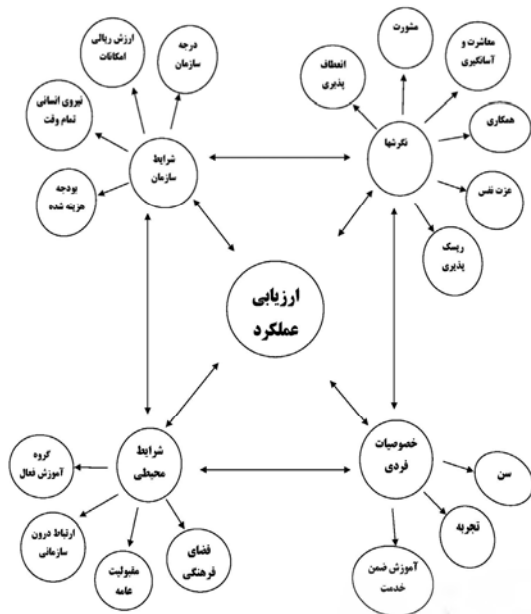 مشورت
معاشرت و
آسانگیری
انعطاف
پذیری
همکاری
نگرشها
عزت نفس
ریسک
پذیری
درجه
سازمان
ارزش ریالی
امکانات
نیروی انسانی
تمام وقت
شرایط
سازمان
بودجه
هزینه شده
ارزیابی
عملکرد
خصوصیات
فردی
سن
تجربه
آموزش ضمن
خدمت
شرایط
محیطی
گروه
آموزش فعال
ارتباط درون
سازمانی
مقبولیت
عامه
فضای
فرهنگی